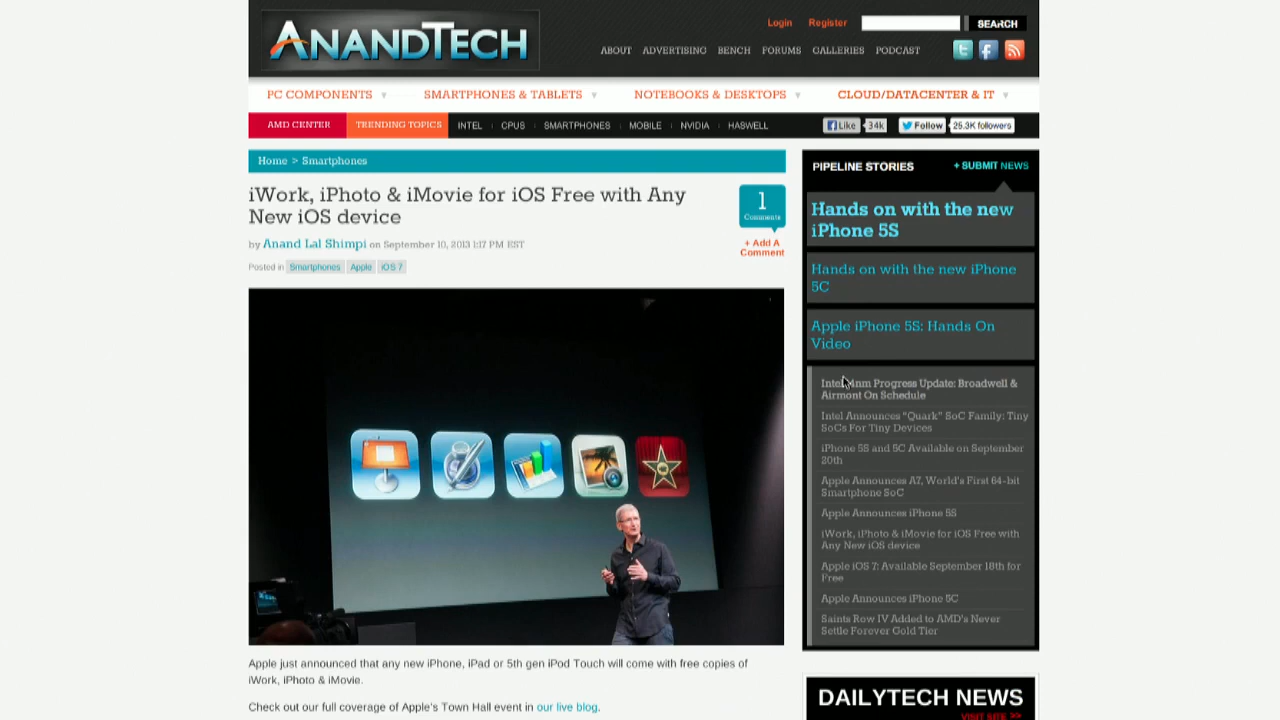 ANANDTECH
Login Register SEARCH
ABOUT ADVERTISING BENCH FORUMS GALLERIES PODCAST
PC COMPONENTS SMARTPHONES & TABLETS NOTEBOOKS & DESKTOPS CLOUD/DATACENTER & IT
AMD CENTER TRENDING TOPICS INTEL CPUS SMARTPHONES MOBILE NVIDIA HASWELL
Like 34k Follow 25.3K followers
Home > Smartphones
iWork, iPhoto & iMovie for iOS Free with Any
New iOS device
by Anand Lal Shimpi on September 10, 2013 1:17 PM EST
Posted in Smartphones Apple iOS 7
1
Comments
+ Add A
Comment
Apple just announced that any new iPhone, iPad or 5th gen iPod Touch will come with free copies of
iWork, iPhoto & iMovie.
Check out our full coverage of Apple's Town Hall event in our live blog.
PIPELINE STORIES + SUBMIT NEWS
Hands on with the new
iPhone 5S
Hands on with the new iPhone
5C
Apple iPhone 5S: Hands On
Video
Intel Progress Update: Broadwell &
Airmont On Schedule
Intel Announces "Quark" SoC Family: Tiny
SoCs For Tiny Devices
iPhone 5S and 5C Available on September
20th
Apple Announces A7, World's First 64-bit
Smartphone SoC
Apple Announces iPhone 5S
iWork, iPhoto & iMovie for iOS Free with
Any New iOS device
Apple iOS 7: Available September 18th for
Free
Apple Announces iPhone 5C
Saints Row IV Added to AMD's Never
Settle Forever Gold Tier
DAILYTECH NEWS
VISIT SITE >>